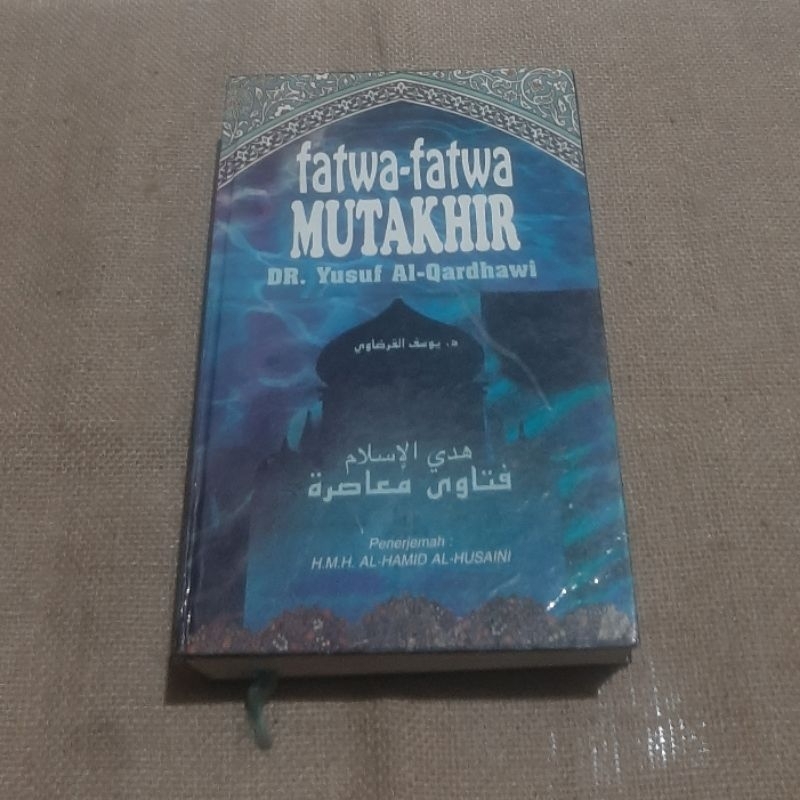 fatwa-fatwa
MUTAKHIR
DR. Yusuf Al-Qardhawi
د. يوسف القرضاوي
هدي الإسلام
فتاوى معاصرة
Penerjemah :
H.M.H. AL-HAMID AL-HUSAINI